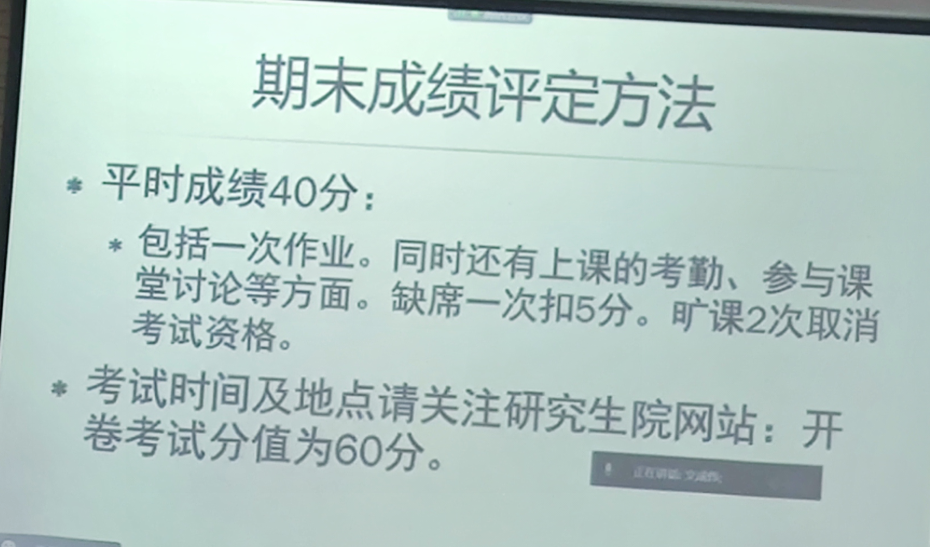 期末成绩评定方法
* 平时成绩40分：
* 包括一次作业。同时还有上课的考勤、参与课
堂讨论等方面。缺席一次扣5分。旷课2次取消
考试资格。
* 考试时间及地点请关注研究生院网站：开
卷考试分值为60分。
正在讲话: